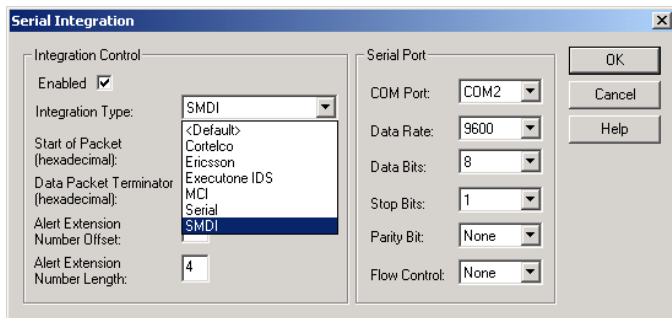 Serial Integration
Integration Control
Enabled
Integration Type:
SMDI
<Default>
Cortelco
Ericsson
Executone IDS
MCI
Serial
SMDI
Start of Packet
(hexadecimal):
Data Packet Terminator
(hexadecimal):
Alert Extension
Number Offset:
Alert Extension
Number Length:
4
Serial Port
COM Port:
COM2
Data Rate:
9600
Data Bits:
8
Stop Bits:
1
Parity Bit:
None
Flow Control:
None
OK
Cancel
Help